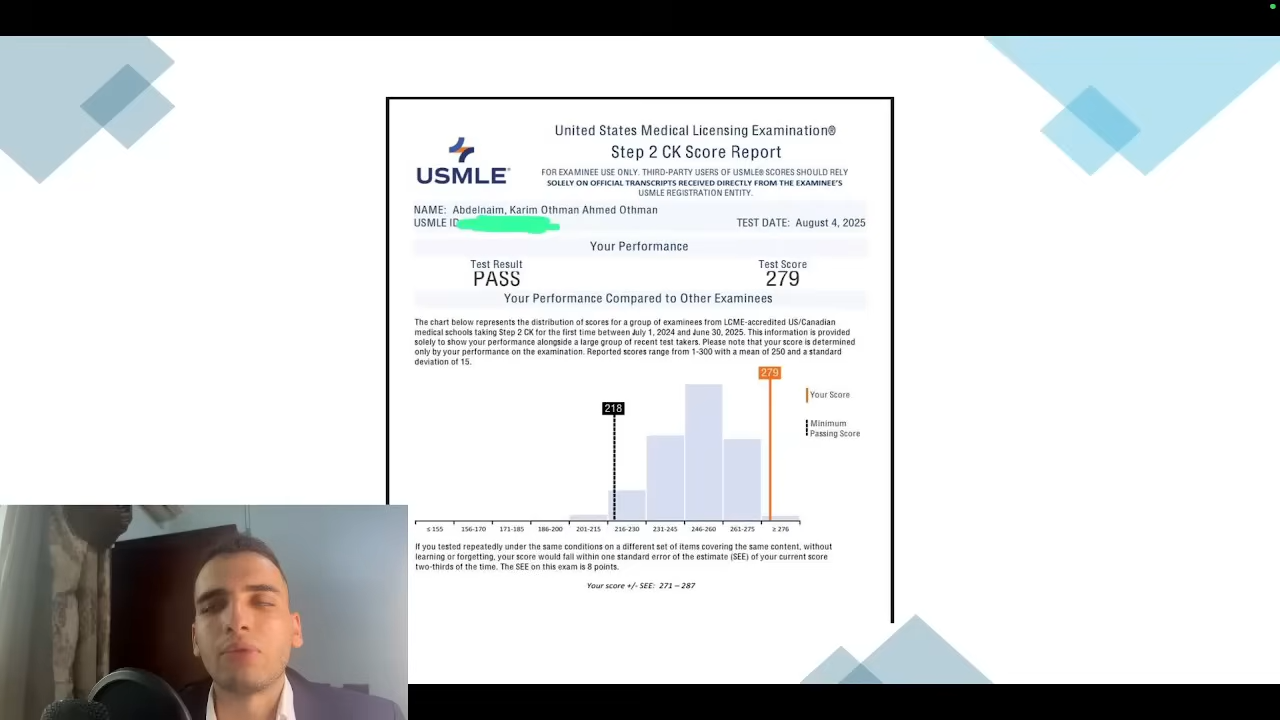 United States Medical Licensing Examination®
Step 2 CK Score Report
USMLE®
FOR EXAMINEE USE ONLY. THIRD-PARTY USERS OF USMLE® SCORES SHOULD RELY
SOLELY ON OFFICIAL TRANSCRIPTS RECEIVED DIRECTLY FROM THE EXAMINEE'S
USMLE REGISTRATION ENTITY.
NAME: Abdelnaim, Karim Othman Ahmed Othman
USMLE ID TEST DATE: August 4, 2025
Your Performance
Test Result Test Score
PASS 279
Your Performance Compared to Other Examinees
The chart below represents the distribution of scores for a group of examinees from LCME-accredited US/Canadian
medical schools taking Step 2 CK for the first time between July 1, 2024 and June 30, 2025. This information is provided
solely to show your performance alongside a large group of recent test takers. Please note that your score is determined
only by your performance on the examination. Reported scores range from 1-300 with a mean of 250 and a standard
deviation of 15.
279
Your Score
218
Minimum
Passing Score
≤ 155 156-170 171-185 186-200 201-215 216-230 231-245 246-260 261-275 ≥ 276
If you tested repeatedly under the same conditions on a different set of items covering the same content, without
learning or forgetting, your score would fall within one standard error of the estimate (SEE) of your current score
two-thirds of the time. The SEE on this exam is 8 points.
Your score +/- SEE: 271 – 287